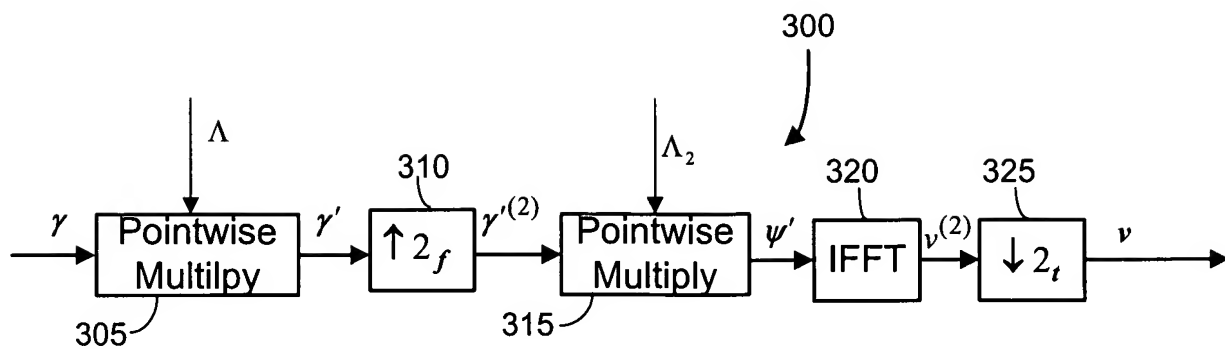 300
Λ
Λ₂
310
320
325
γ
Pointwise
Multilpy
γ′
↑ 2_f
γ′⁽²⁾
Pointwise
Multiply
ψ′
IFFT
ν⁽²⁾
↓ 2_t
ν
305
315